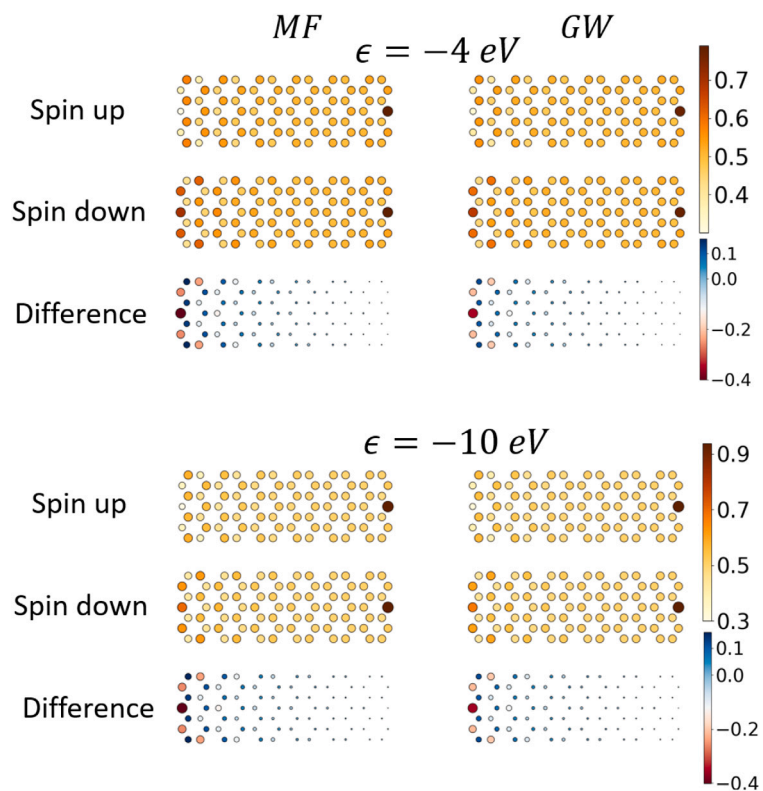 MF GW
ϵ = −4 eV
Spin up
0.7
0.6
0.5
0.4
Spin down
0.1
0.0
−0.2
−0.4
Difference
ϵ = −10 eV
Spin up
0.9
0.7
0.5
0.3
Spin down
0.1
0.0
−0.2
−0.4
Difference